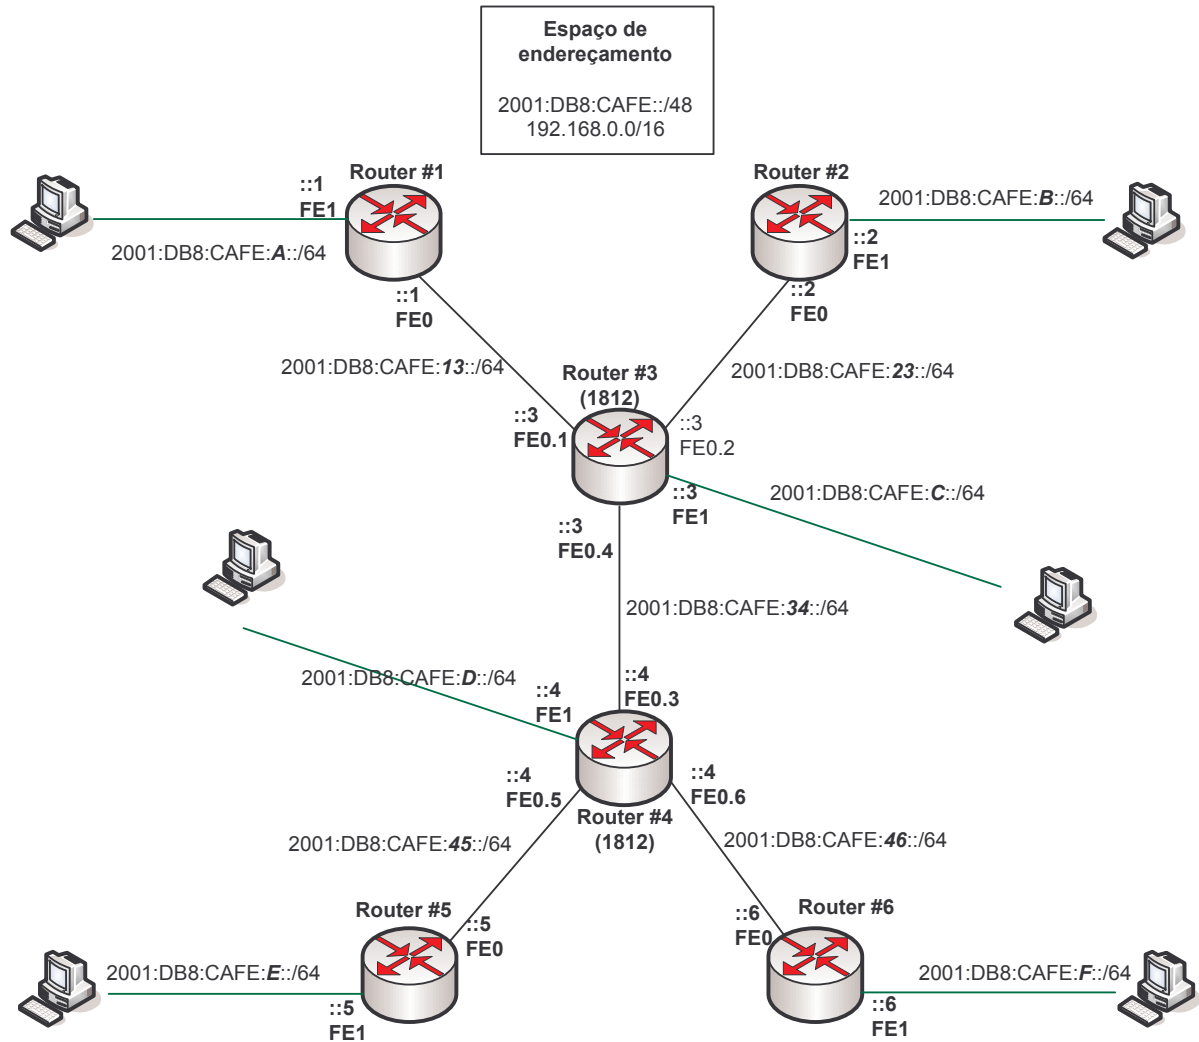 Espaço de
endereçamento
2001:DB8:CAFE::/48
192.168.0.0/16
Router #1
Router #2
::1
FE1
2001:DB8:CAFE:A::/64
2001:DB8:CAFE:B::/64
::2
FE1
::1
FE0
::2
FE0
2001:DB8:CAFE:13::/64
2001:DB8:CAFE:23::/64
Router #3
(1812)
::3
FE0.1
::3
FE0.2
::3
FE1
2001:DB8:CAFE:C::/64
::3
FE0.4
2001:DB8:CAFE:34::/64
2001:DB8:CAFE:D::/64
::4
FE1
::4
FE0.3
::4
FE0.5
::4
FE0.6
Router #4
(1812)
2001:DB8:CAFE:45::/64
2001:DB8:CAFE:46::/64
Router #5
::5
FE0
Router #6
::6
FE0
2001:DB8:CAFE:E::/64
::5
FE1
2001:DB8:CAFE:F::/64
::6
FE1